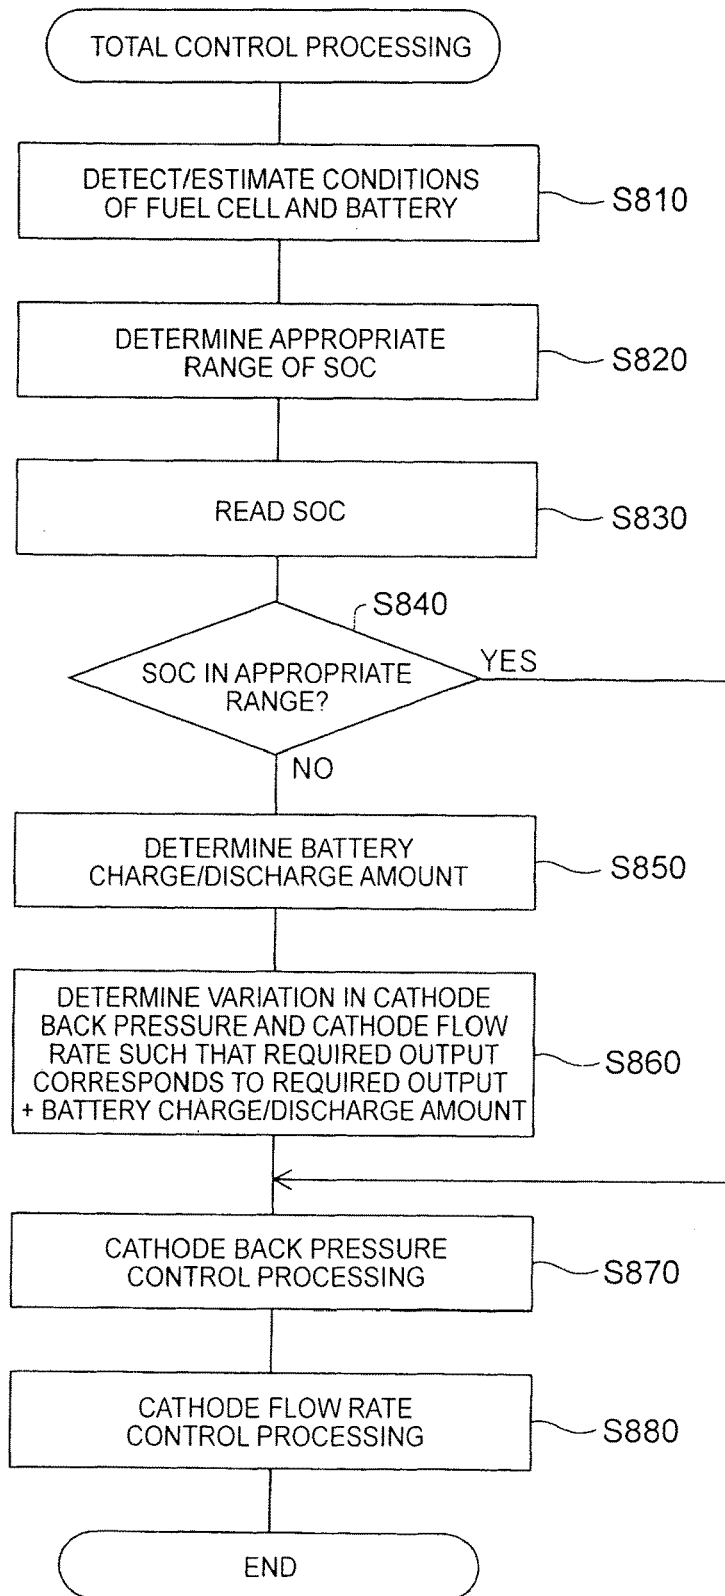 TOTAL CONTROL PROCESSING
DETECT/ESTIMATE CONDITIONS
OF FUEL CELL AND BATTERY
S810
DETERMINE APPROPRIATE
RANGE OF SOC
S820
READ SOC
S830
S840
SOC IN APPROPRIATE
RANGE?
YES
NO
DETERMINE BATTERY
CHARGE/DISCHARGE AMOUNT
S850
DETERMINE VARIATION IN CATHODE
BACK PRESSURE AND CATHODE FLOW
RATE SUCH THAT REQUIRED OUTPUT
CORRESPONDS TO REQUIRED OUTPUT
+ BATTERY CHARGE/DISCHARGE AMOUNT
S860
CATHODE BACK PRESSURE
CONTROL PROCESSING
S870
CATHODE FLOW RATE
CONTROL PROCESSING
S880
END